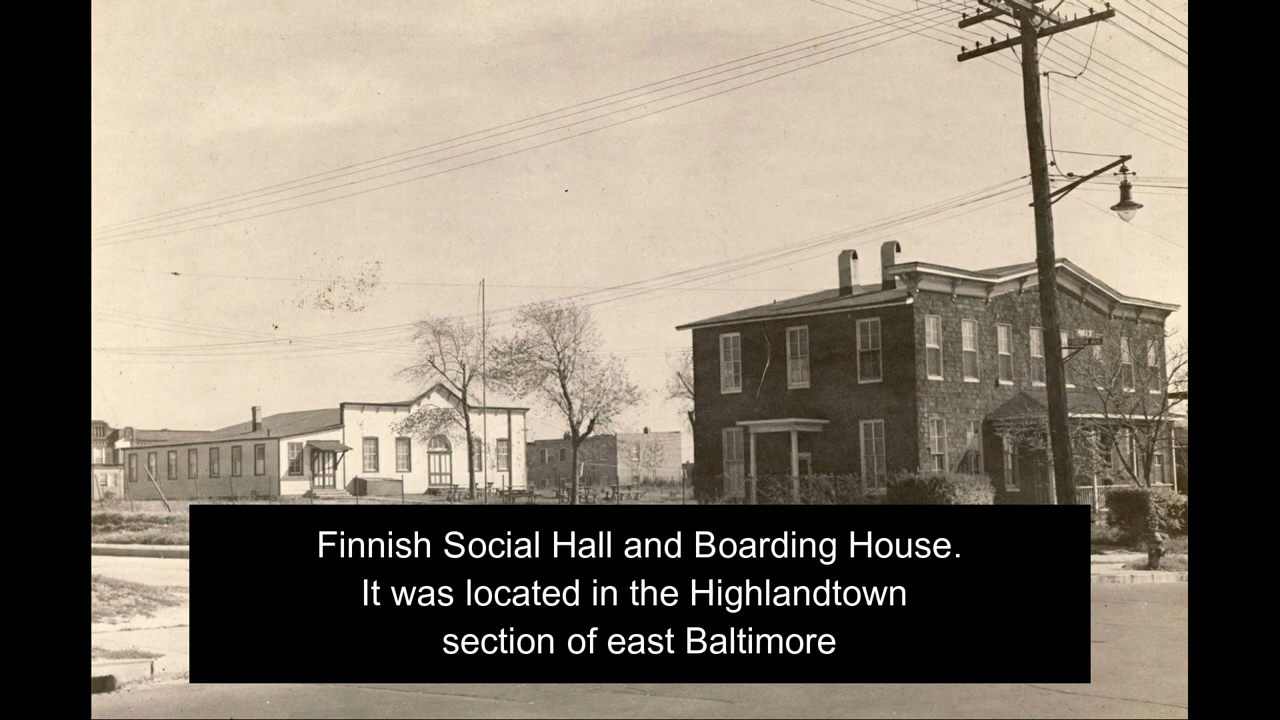 Finnish Social Hall and Boarding House.
It was located in the Highlandtown
section of east Baltimore